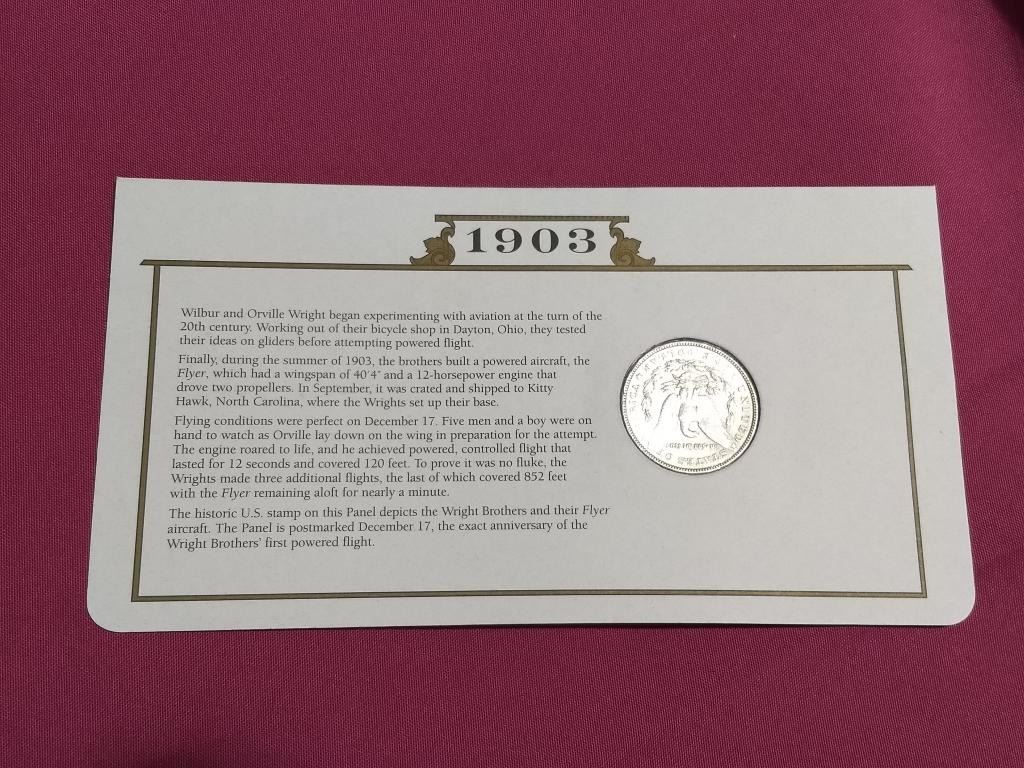 1903
Wilbur and Orville Wright began experimenting with aviation at the turn of the
20th century. Working out of their bicycle shop in Dayton, Ohio, they tested
their ideas on gliders before attempting powered flight.
Finally, during the summer of 1903, the brothers built a powered aircraft, the
Flyer, which had a wingspan of 40'4" and a 12-horsepower engine that
drove two propellers. In September, it was crated and shipped to Kitty
Hawk, North Carolina, where the Wrights set up their base.
Flying conditions were perfect on December 17. Five men and a boy were on
hand to watch as Orville lay down on the wing in preparation for the attempt.
The engine roared to life, and he achieved powered, controlled flight that
lasted for 12 seconds and covered 120 feet. To prove it was no fluke, the
Wrights made three additional flights, the last of which covered 852 feet
with the Flyer remaining aloft for nearly a minute.
The historic U.S. stamp on this Panel depicts the Wright Brothers and their Flyer
aircraft. The Panel is postmarked December 17, the exact anniversary of the
Wright Brothers' first powered flight.
UNITED STATES OF